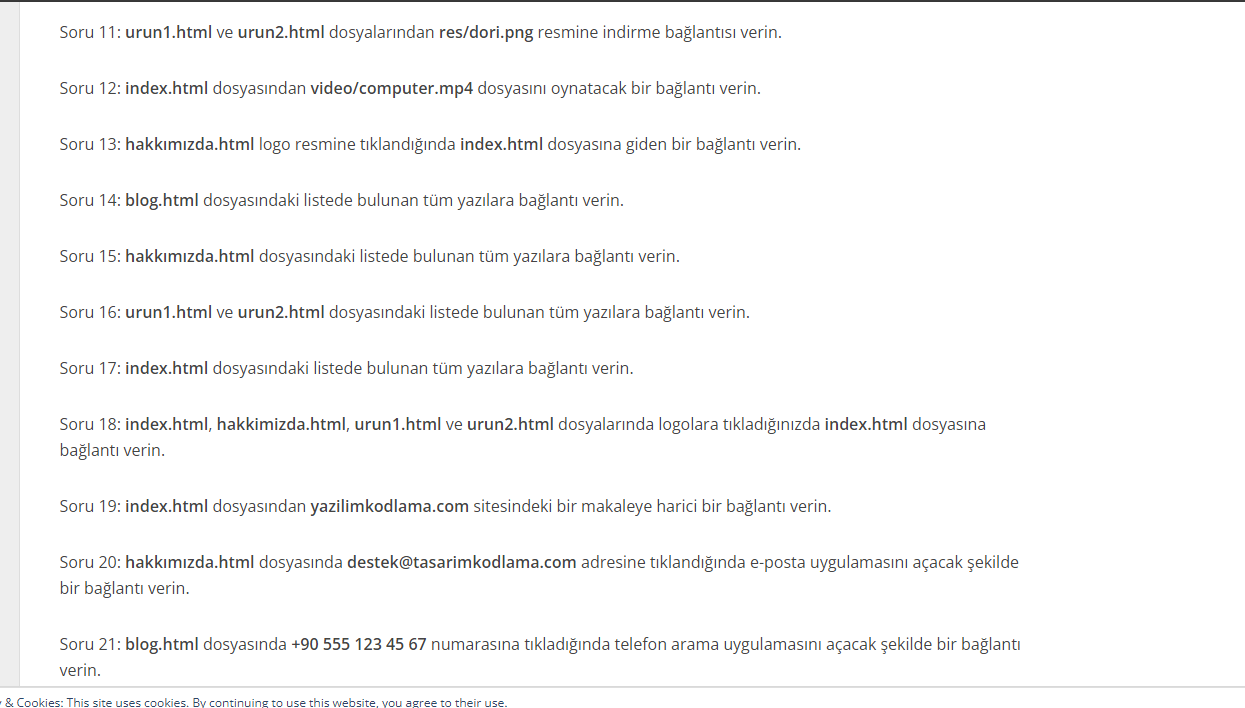 Soru 11: urun1.html ve urun2.html dosyalarından res/dori.png resmine indirme bağlantısı verin.
Soru 12: index.html dosyasından video/computer.mp4 dosyasını oynatacak bir bağlantı verin.
Soru 13: hakkımızda.html logo resmine tıklandığında index.html dosyasına giden bir bağlantı verin.
Soru 14: blog.html dosyasındaki listede bulunan tüm yazılara bağlantı verin.
Soru 15: hakkımızda.html dosyasındaki listede bulunan tüm yazılara bağlantı verin.
Soru 16: urun1.html ve urun2.html dosyasındaki listede bulunan tüm yazılara bağlantı verin.
Soru 17: index.html dosyasındaki listede bulunan tüm yazılara bağlantı verin.
Soru 18: index.html, hakkimizda.html, urun1.html ve urun2.html dosyalarında logolara tıkladığınızda index.html dosyasına
bağlantı verin.
Soru 19: index.html dosyasından yazilimkodlama.com sitesindeki bir makaleye harici bir bağlantı verin.
Soru 20: hakkımızda.html dosyasında destek@tasarimkodlama.com adresine tıklandığında e-posta uygulamasını açacak şekilde
bir bağlantı verin.
Soru 21: blog.html dosyasında +90 555 123 45 67 numarasına tıkladığında telefon arama uygulamasını açacak şekilde bir bağlantı
verin.
& Cookies: This site uses cookies. By continuing to use this website, you agree to their use.